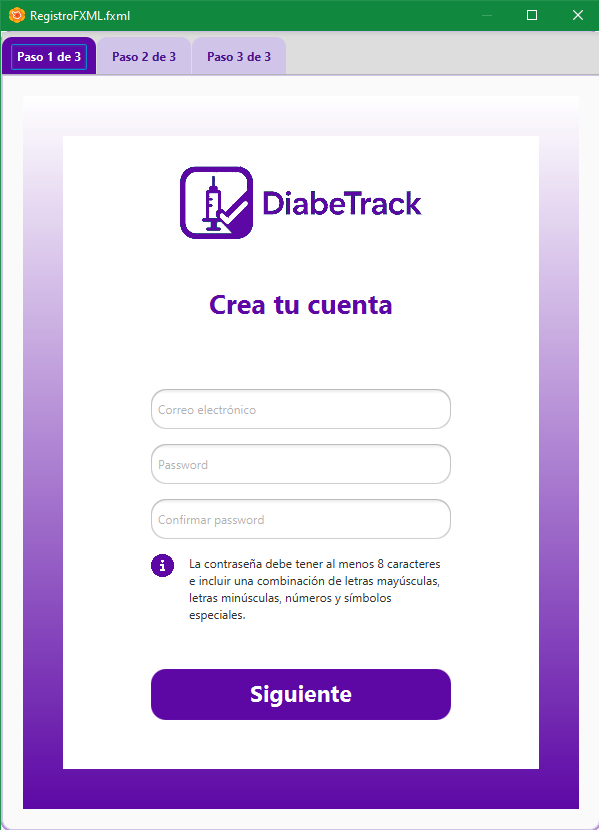 RegistroFXML.fxml
Paso 1 de 3
Paso 2 de 3
Paso 3 de 3
DiabeTrack
Crea tu cuenta
Correo electrónico
Password
Confirmar password
La contraseña debe tener al menos 8 caracteres
e incluir una combinación de letras mayúsculas,
letras minúsculas, números y símbolos
especiales.
Siguiente